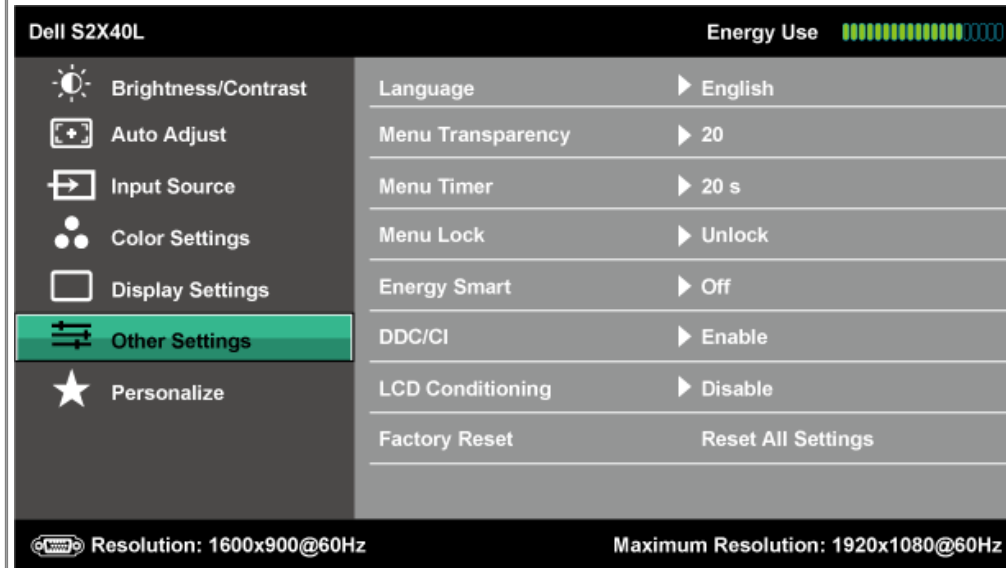 Dell S2X40L Energy Use
Brightness/Contrast Language English
Auto Adjust Menu Transparency 20
Input Source Menu Timer 20 s
Color Settings Menu Lock Unlock
Display Settings Energy Smart Off
Other Settings DDC/CI Enable
Personalize LCD Conditioning Disable
Factory Reset Reset All Settings
Resolution: 1600x900@60Hz Maximum Resolution: 1920x1080@60Hz